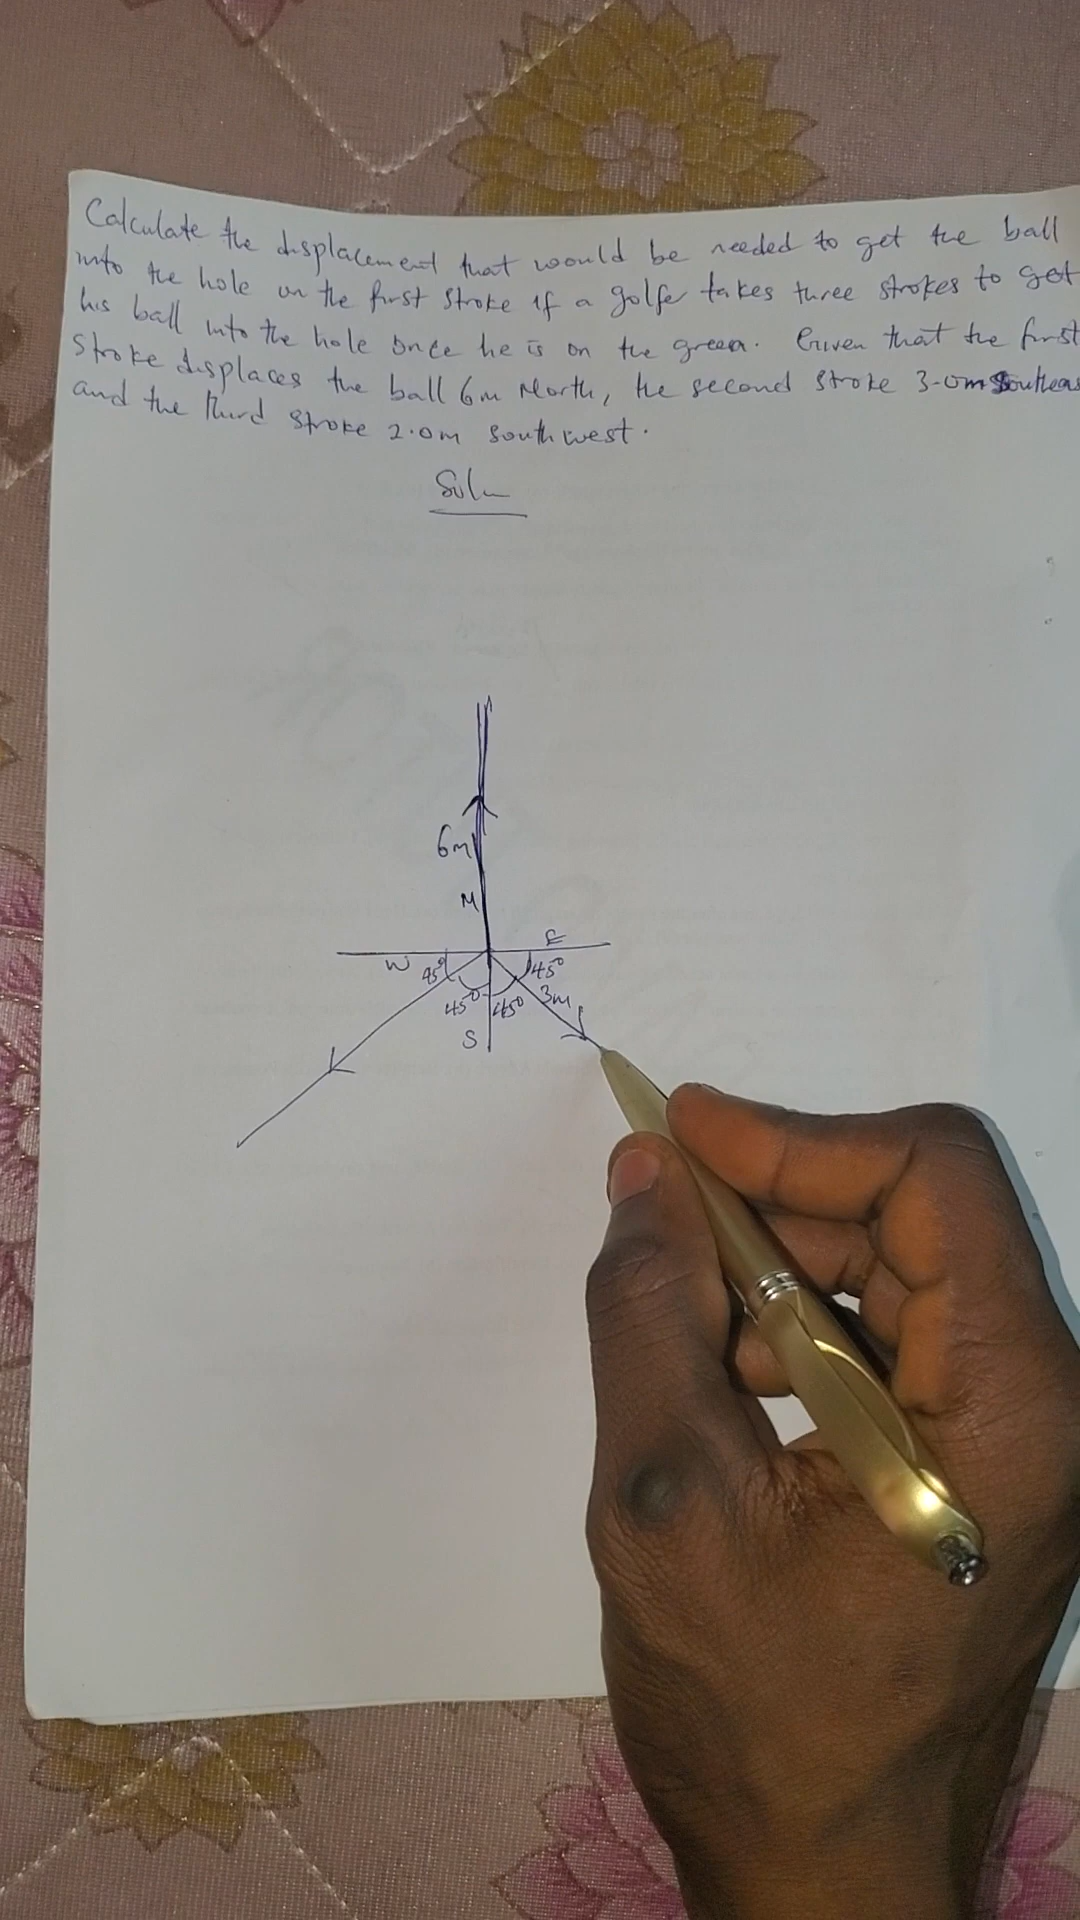 Calculate the displacement that would be needed to get the ball
into the hole on the first stroke if a golfer takes three strokes to get
his ball into the hole once he is on the green. Given that the first
stroke displaces the ball 6m North, the second stroke 3.0m Southeas
and the third stroke 2.0m southwest.
Soln
6m
N
E
W
45°
45°
45°
45°
3m
S